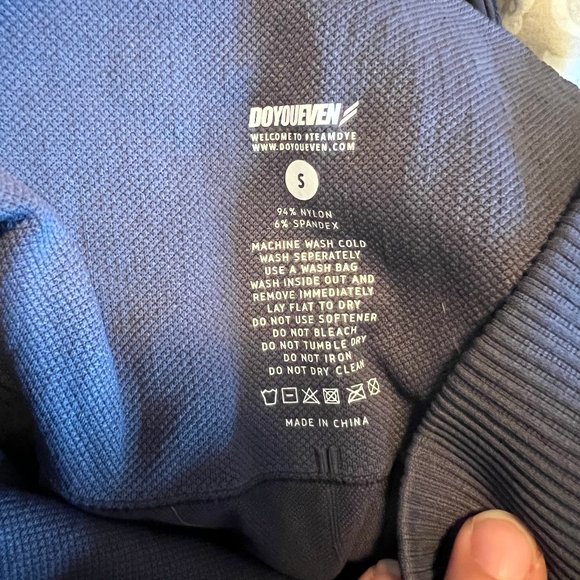 DOYOUEVEN
WELCOME TO #TEAMDYE
WWW.DOYOUEVEN.COM
S
94% NYLON
6% SPANDEX
MACHINE WASH COLD
WASH SEPERATELY
USE A WASH BAG
WASH INSIDE OUT AND
REMOVE IMMEDIATELY
LAY FLAT TO DRY
DO NOT USE SOFTENER
DO NOT BLEACH
DO NOT TUMBLE DRY
DO NOT IRON
DO NOT DRY CLEAN
MADE IN CHINA